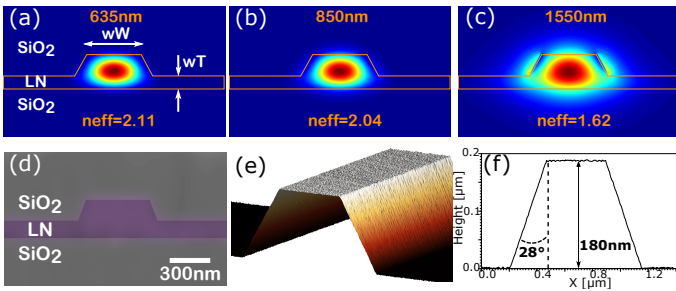 (a)
635nm
SiO2
wW
wT
LN
SiO2
neff=2.11
(b)
850nm
neff=2.04
(c)
1550nm
neff=1.62
(d)
SiO2
LN
SiO2
300nm
(e)
(f)
Height [μm]
0.2
0.1
0.0
28°
180nm
0.4
0.8
1.2
X [μm]